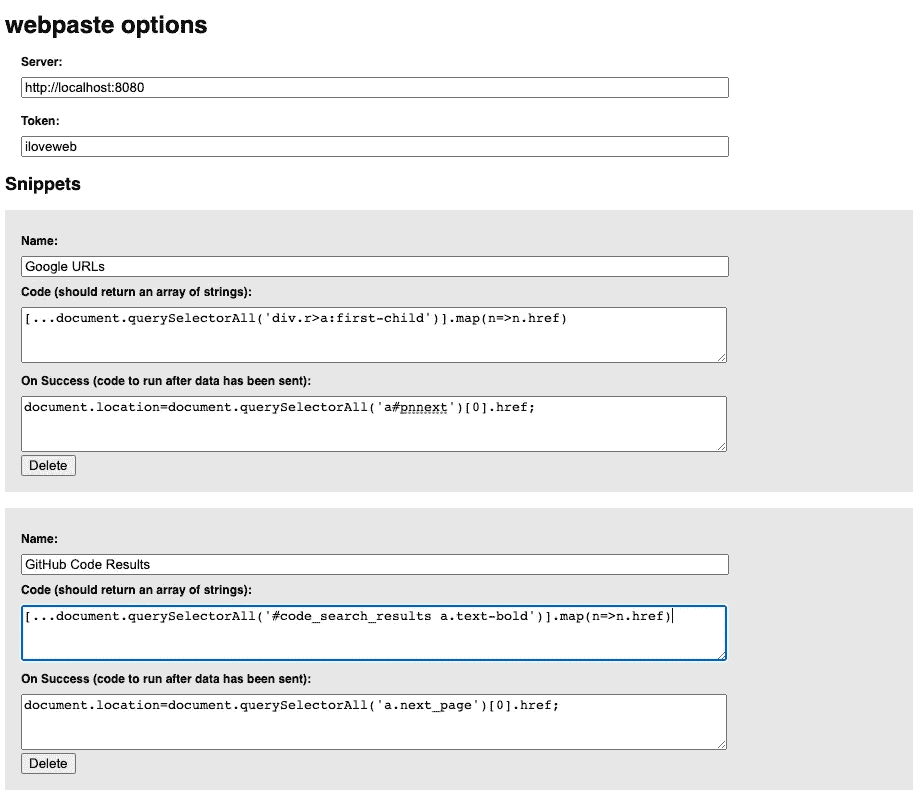 webpaste options
Server:
http://localhost:8080
Token:
iloveweb
Snippets
Name:
Google URLs
Code (should return an array of strings):
[...document.querySelectorAll('div.r>a:first-child')].map(n=>n.href)
On Success (code to run after data has been sent):
document.location=document.querySelectorAll('a#pnnext')[0].href;
Delete
Name:
GitHub Code Results
Code (should return an array of strings):
[...document.querySelectorAll('#code_search_results a.text-bold')].map(n=>n.href)
On Success (code to run after data has been sent):
document.location=document.querySelectorAll('a.next_page')[0].href;
Delete